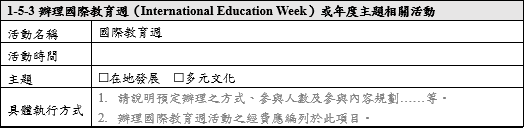 1-5-3 辦理國際教育週（International Education Week）或年度主題相關活動
活動名稱 國際教育週
活動時間
主題 □在地發展 □多元文化
具體執行方式 1. 請說明預定辦理之方式、參與人數及參與內容規劃……等。
2. 辦理國際教育週活動之經費應編列於此項目。